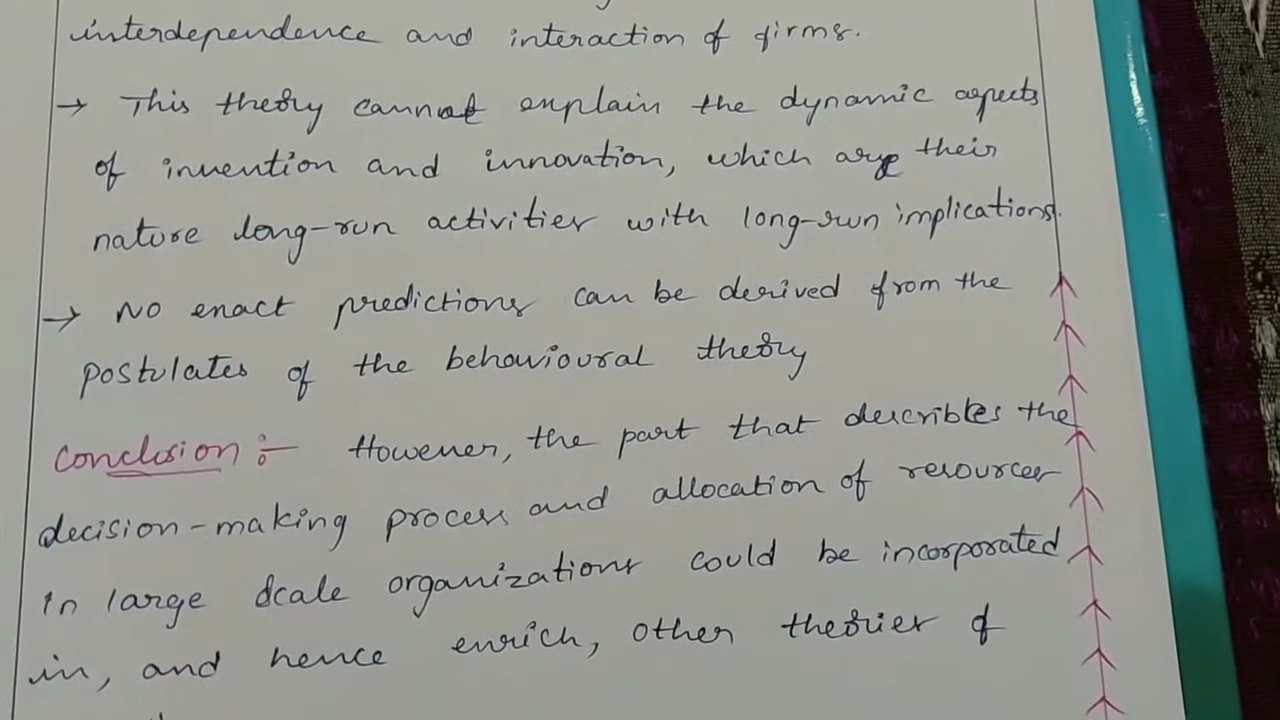 interdependence and interaction of firms.
→ This theory cannot explain the dynamic aspects
of invention and innovation, which are their
nature long-run activities with long-run implications.
→ No exact predictions can be derived from the
postulates of the behavioural theory
Conclusion :- However, the part that describles the
decision-making process and allocation of resources
in large scale organizations could be incorporated
in, and hence enrich, other theories of